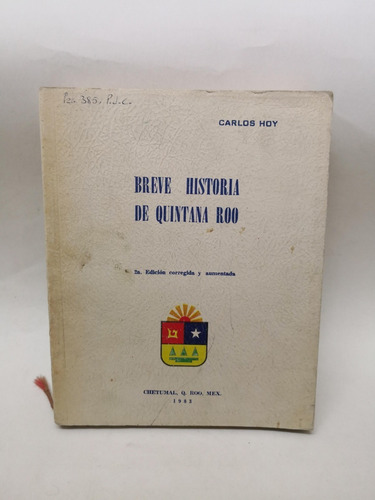 P.J.C.
CARLOS HOY
BREVE HISTORIA
DE QUINTANA ROO
2a. Edición corregida y aumentada
CHETUMAL, Q. ROO. MEX.
1983